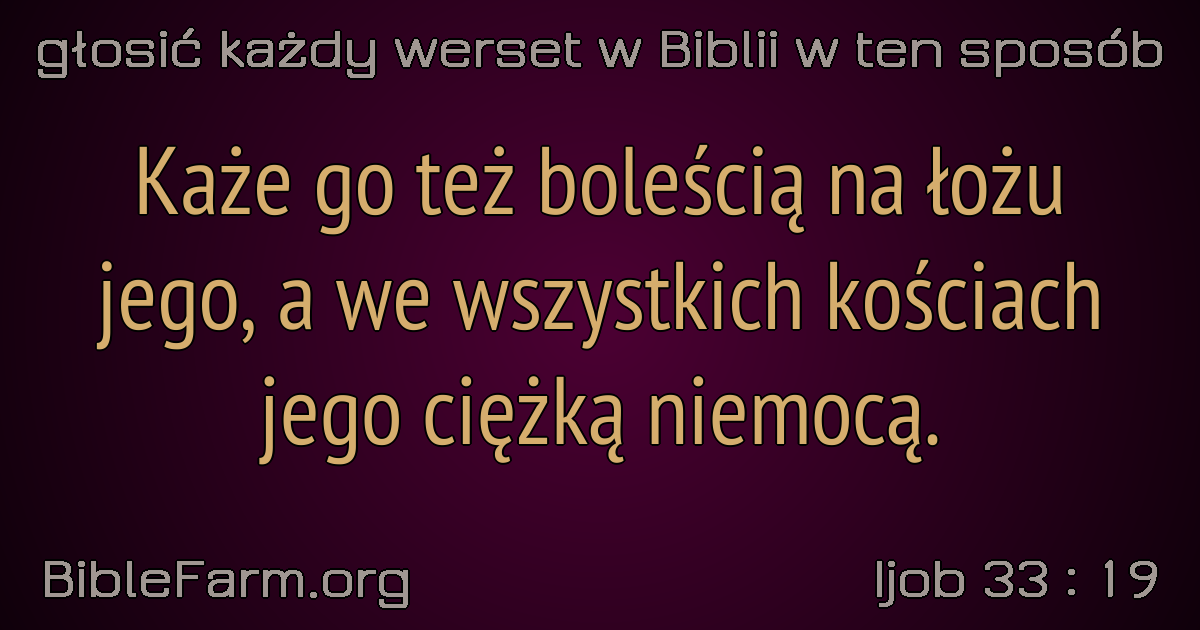 głosić każdy werset w Biblii w ten sposób
Każe go też boleścią na łożu
jego, a we wszystkich kościach
jego ciężką niemocą.
BibleFarm.org
Ijob 33 : 19